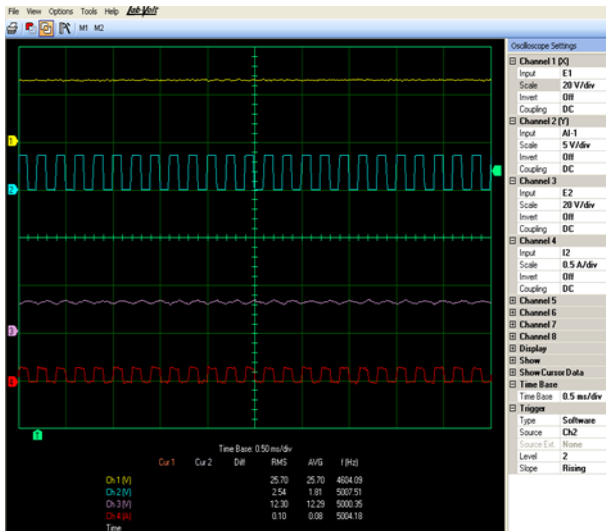 File View Options Tools Help Lab-Volt
M1 M2
Oscilloscope Settings
Channel 1 (X)
Input E1
Scale 20 V/div
Invert Off
Coupling DC
Channel 2 (Y)
Input AI-1
Scale 5 V/div
Invert Off
Coupling DC
Channel 3
Input E2
Scale 20 V/div
Invert Off
Coupling DC
Channel 4
Input I2
Scale 0.5 A/div
Invert Off
Coupling DC
Channel 5
Channel 6
Channel 7
Channel 8
Display
Show
Show Cursor Data
Time Base
Time Base 0.5 ms/div
Trigger
Type Software
Source Ch2
Source Ext. None
Level 2
Slope Rising
1
2
3
4
T
Time Base: 0.50 ms/div
Cur 1 Cur 2 Diff RMS AVG f (Hz)
Ch 1 (V) 25.70 25.70 4604.09
Ch 2 (V) 2.54 1.81 5007.51
Ch 3 (V) 12.30 12.29 5000.35
Ch 4 (A) 0.10 0.08 5004.18
Time